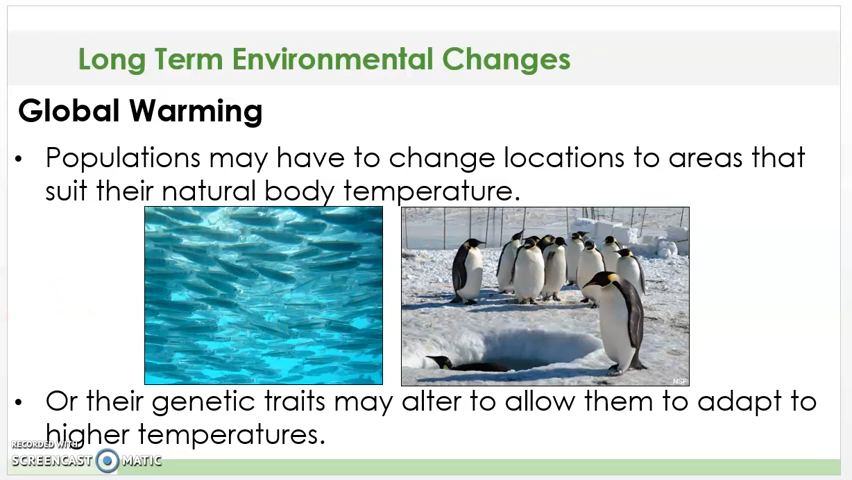 Long Term Environmental Changes
Global Warming
• Populations may have to change locations to areas that
suit their natural body temperature.
NSF
• Or their genetic traits may alter to allow them to adapt to
higher temperatures.
RECORDED WITH
SCREENCAST MATIC